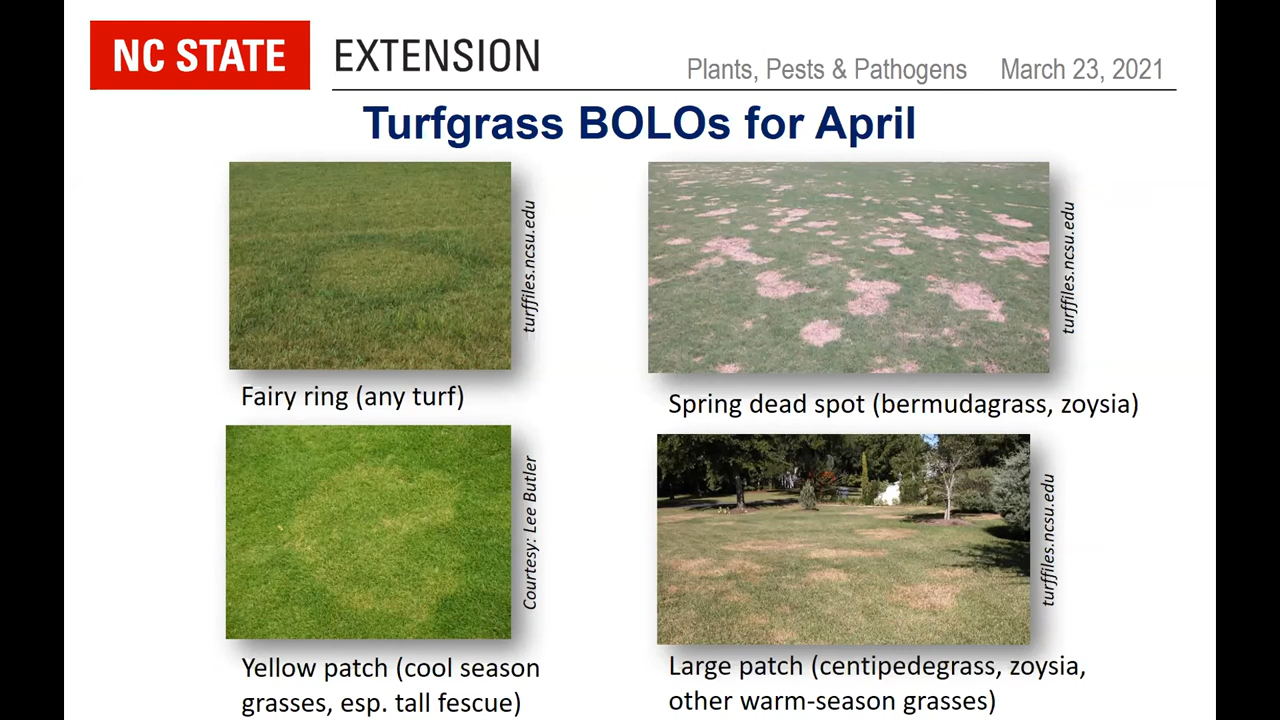 NC STATE EXTENSION
Plants, Pests & Pathogens March 23, 2021
Turfgrass BOLOs for April
turffiles.ncsu.edu
turffiles.ncsu.edu
Fairy ring (any turf)
Spring dead spot (bermudagrass, zoysia)
Courtesy: Lee Butler
turffiles.ncsu.edu
Yellow patch (cool season
grasses, esp. tall fescue)
Large patch (centipedegrass, zoysia,
other warm-season grasses)